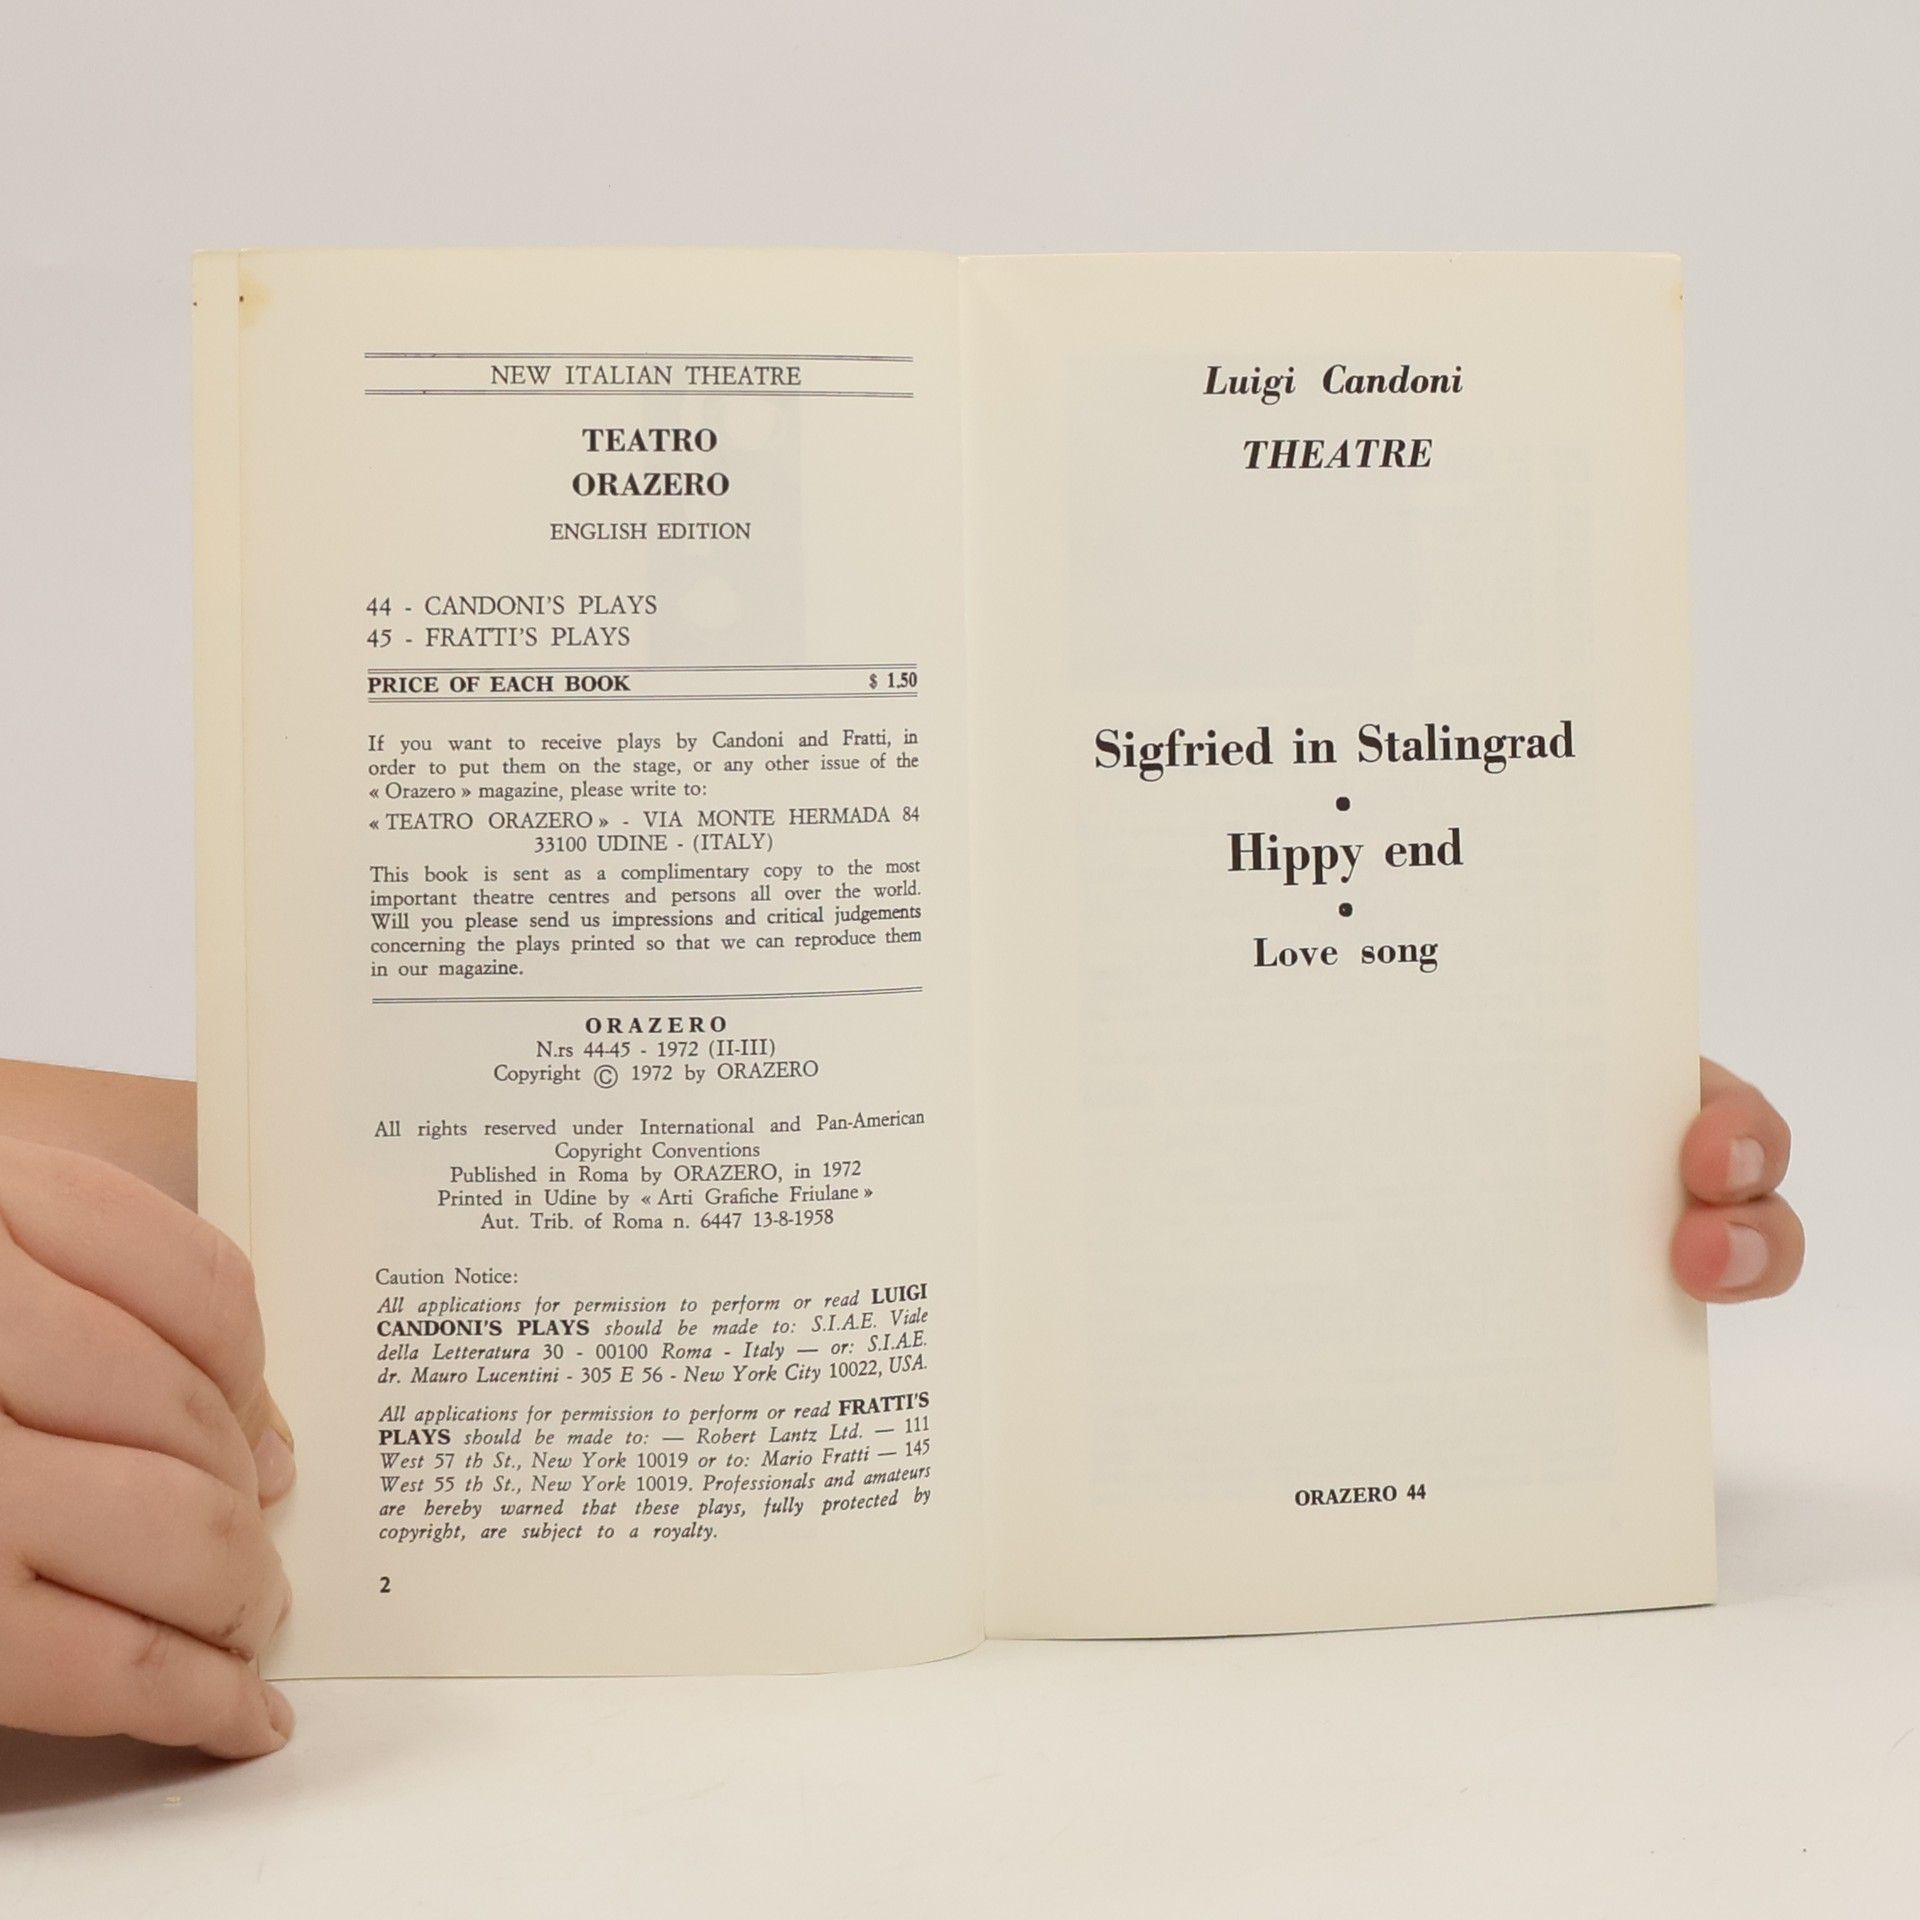 NEW ITALIAN THEATRE
TEATRO
ORAZERO
ENGLISH EDITION
44 - CANDONI'S PLAYS
45 - FRATTI'S PLAYS
PRICE OF EACH BOOK $ 1.50
If you want to receive plays by Candoni and Fratti, in
order to put them on the stage, or any other issue of the
« Orazero » magazine, please write to:
« TEATRO ORAZERO » - VIA MONTE HERMADA 84
33100 UDINE - (ITALY)
This book is sent as a complimentary copy to the most
important theatre centres and persons all over the world.
Will you please send us impressions and critical judgements
concerning the plays printed so that we can reproduce them
in our magazine.
ORAZERO
N.rs 44-45 - 1972 (II-III)
Copyright © 1972 by ORAZERO
All rights reserved under International and Pan-American
Copyright Conventions
Published in Roma by ORAZERO, in 1972
Printed in Udine by « Arti Grafiche Friulane »
Aut. Trib. of Roma n. 6447 13-8-1958
Caution Notice:
All applications for permission to perform or read LUIGI
CANDONI'S PLAYS should be made to: S.I.A.E. Viale
della Letteratura 30 - 00100 Roma - Italy — or: S.I.A.E.
dr. Mauro Lucentini - 305 E 56 - New York City 10022, USA.
All applications for permission to perform or read FRATTI'S
PLAYS should be made to: — Robert Lantz Ltd. — 111
West 57 th St., New York 10019 or to: Mario Fratti — 145
West 55 th St., New York 10019. Professionals and amateurs
are hereby warned that these plays, fully protected by
copyright, are subject to a royalty.
2
Luigi Candoni
THEATRE
Sigfried in Stalingrad
•
Hippy end
•
Love song
ORAZERO 44